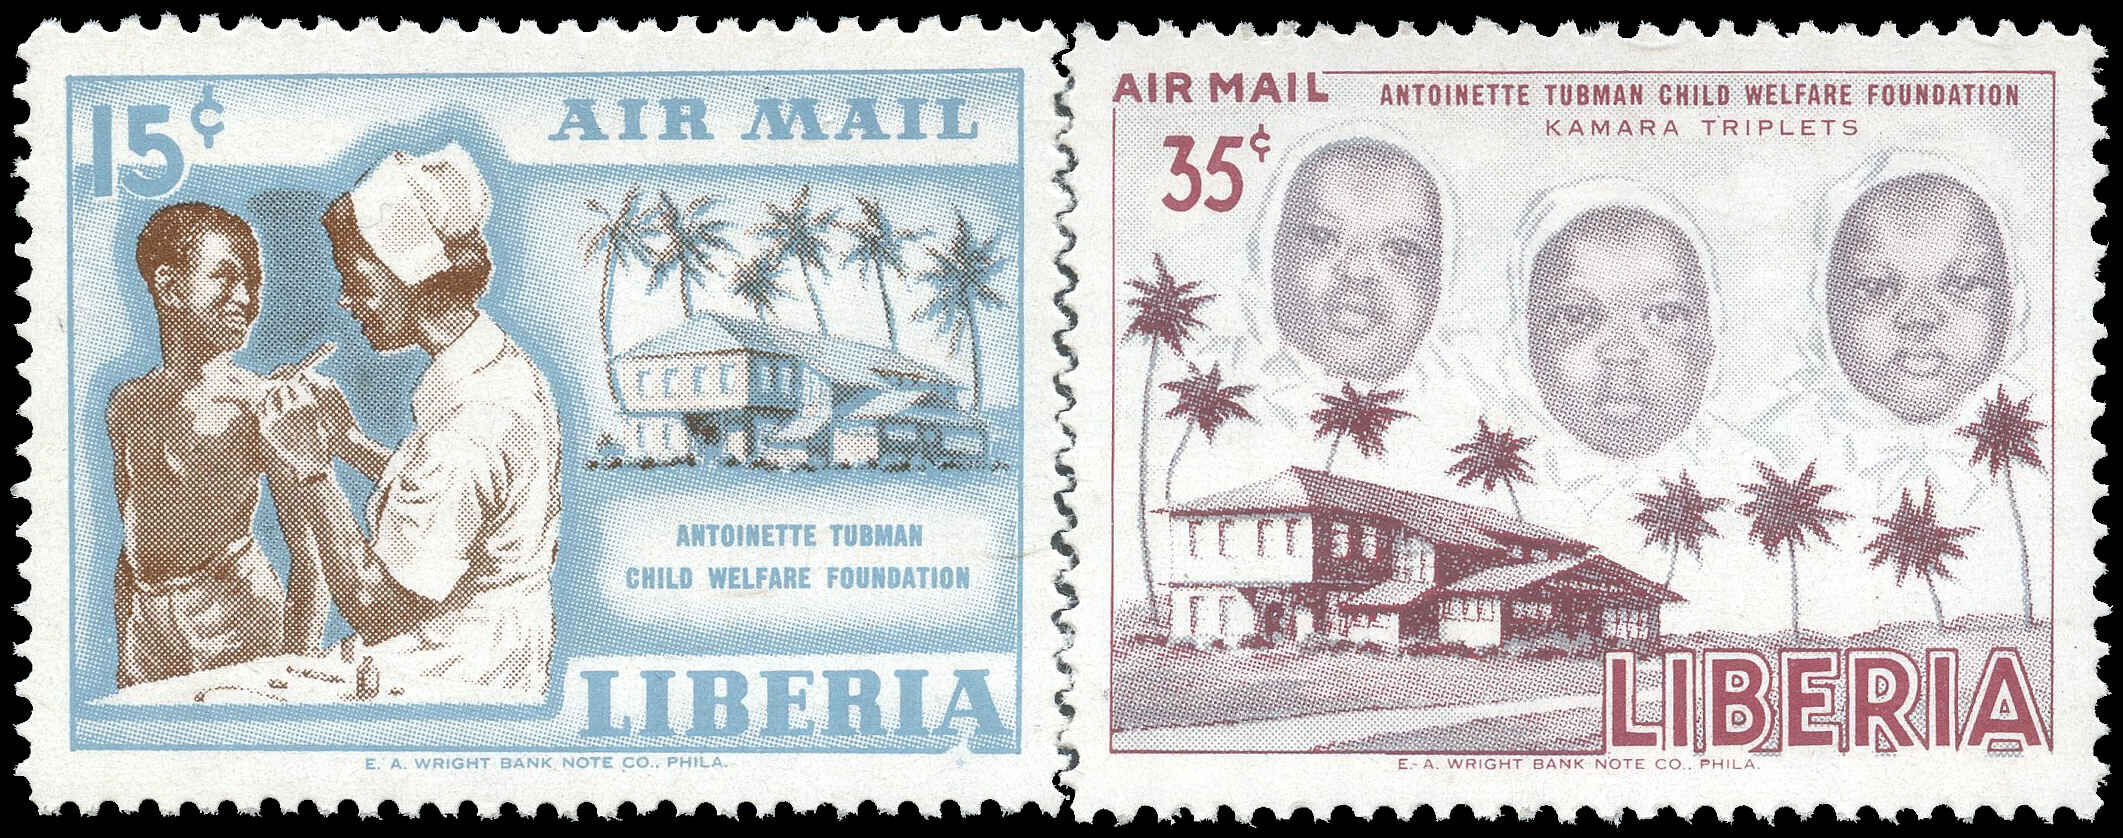 15¢
AIR MAIL
ANTOINETTE TUBMAN
CHILD WELFARE FOUNDATION
LIBERIA
E. A. WRIGHT BANK NOTE CO., PHILA.
AIR MAIL
ANTOINETTE TUBMAN CHILD WELFARE FOUNDATION
KAMARA TRIPLETS
35¢
LIBERIA
E. A. WRIGHT BANK NOTE CO., PHILA.